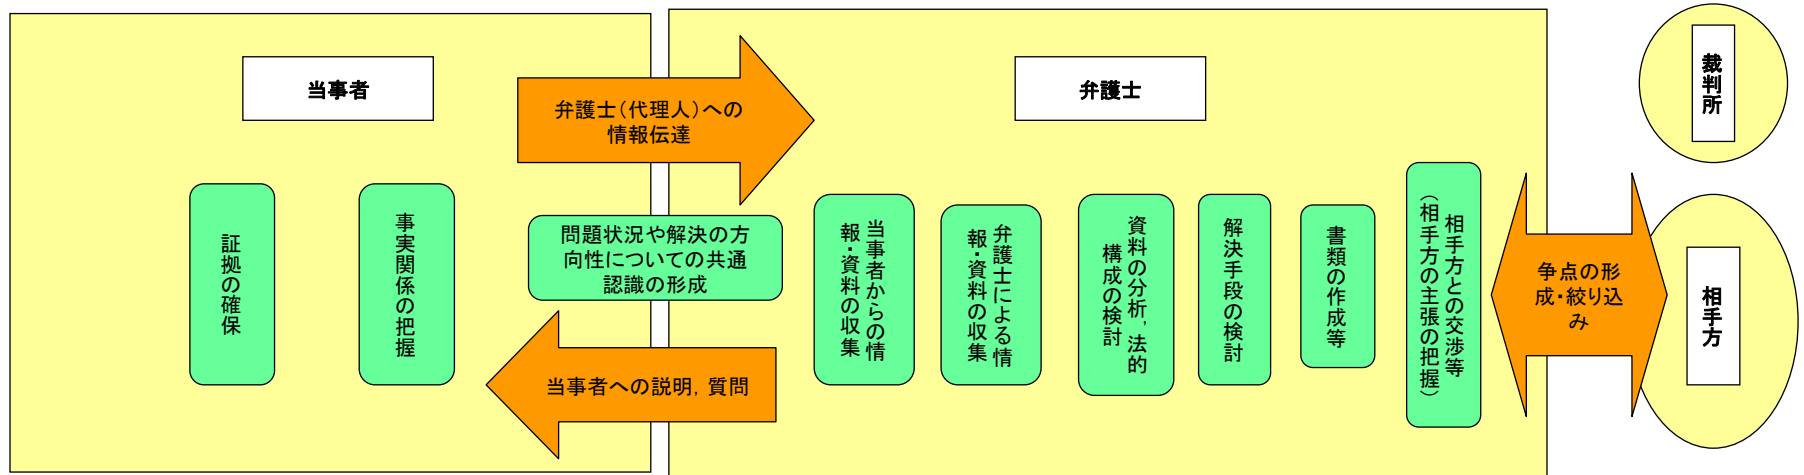 当事者
弁護士(代理人)への
情報伝達
弁護士
裁判所
証拠の確保
事実関係の把握
問題状況や解決の方
向性についての共通
認識の形成
当事者への説明, 質問
当事者からの情
報・資料の収集
弁護士による情
報・資料の収集
資料の分析, 法的
構成の検討
解決手段の検討
書類の作成等
相手方との交渉等
(相手方の主張の把握)
争点の形
成・絞り込
み
相手方